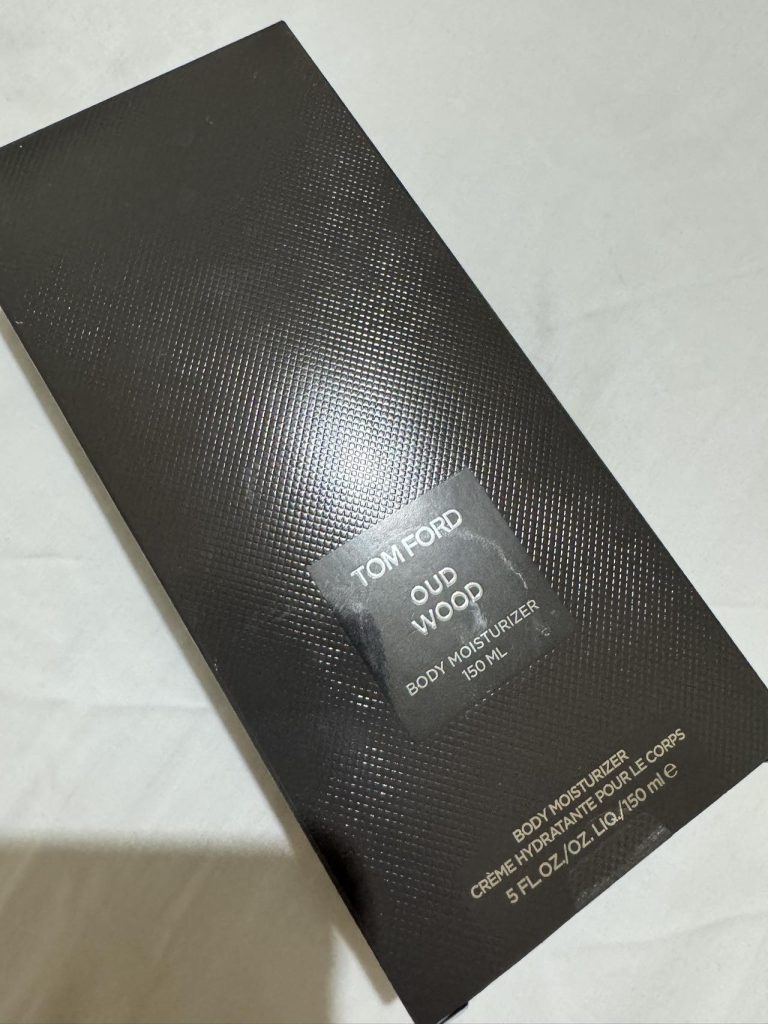 TOM FORD
OUD
WOOD
BODY MOISTURIZER
150 ML
BODY MOISTURIZER
CRÈME HYDRATANTE POUR LE CORPS
5 FL.OZ./OZ. LIQ./150 ml ℮